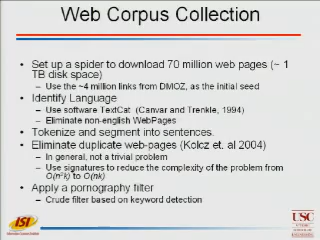 Web Corpus Collection
• Set up a spider to download 70 million web pages (~ 1
TB disk space)
– Use the ~4 million links from DMOZ, as the initial seed
• Identify Language
– Use software TextCat (Canvar and Trenkle, 1994)
– Eliminate non-english WebPages
• Tokenize and segment into sentences.
• Eliminate duplicate web-pages (Kolcz et. al 2004)
– In general, not a trivial problem
– Use signatures to reduce the complexity of the problem from
O(n²k) to O(nk)
• Apply a pornography filter
– Crude filter based on keyword detection
ISI
USC